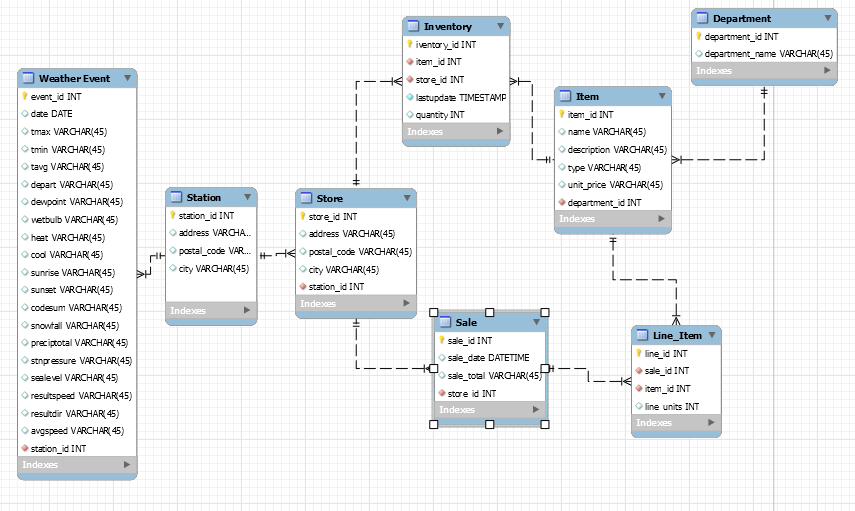 Weather Event
event_id INT
date DATE
tmax VARCHAR(45)
tmin VARCHAR(45)
tavg VARCHAR(45)
depart VARCHAR(45)
dewpoint VARCHAR(45)
wetbulb VARCHAR(45)
heat VARCHAR(45)
cool VARCHAR(45)
sunrise VARCHAR(45)
sunset VARCHAR(45)
codesum VARCHAR(45)
snowfall VARCHAR(45)
preciptotal VARCHAR(45)
stnpressure VARCHAR(45)
sealevel VARCHAR(45)
resultspeed VARCHAR(45)
resultdir VARCHAR(45)
avgspeed VARCHAR(45)
station_id INT
Indexes
Station
station_id INT
address VARCHA...
postal_code VAR...
city VARCHAR(45)
Indexes
Store
store_id INT
address VARCHAR(45)
postal_code VARCHAR(45)
city VARCHAR(45)
station_id INT
Indexes
Inventory
iventory_id INT
item_id INT
store_id INT
lastupdate TIMESTAMP
quantity INT
Indexes
Item
item_id INT
name VARCHAR(45)
description VARCHAR(45)
type VARCHAR(45)
unit_price VARCHAR(45)
department_id INT
Indexes
Department
department_id INT
department_name VARCHAR(45)
Indexes
Sale
sale_id INT
sale_date DATETIME
sale_total VARCHAR(45)
store_id INT
Indexes
Line_Item
line_id INT
sale_id INT
item_id INT
line_units INT
Indexes